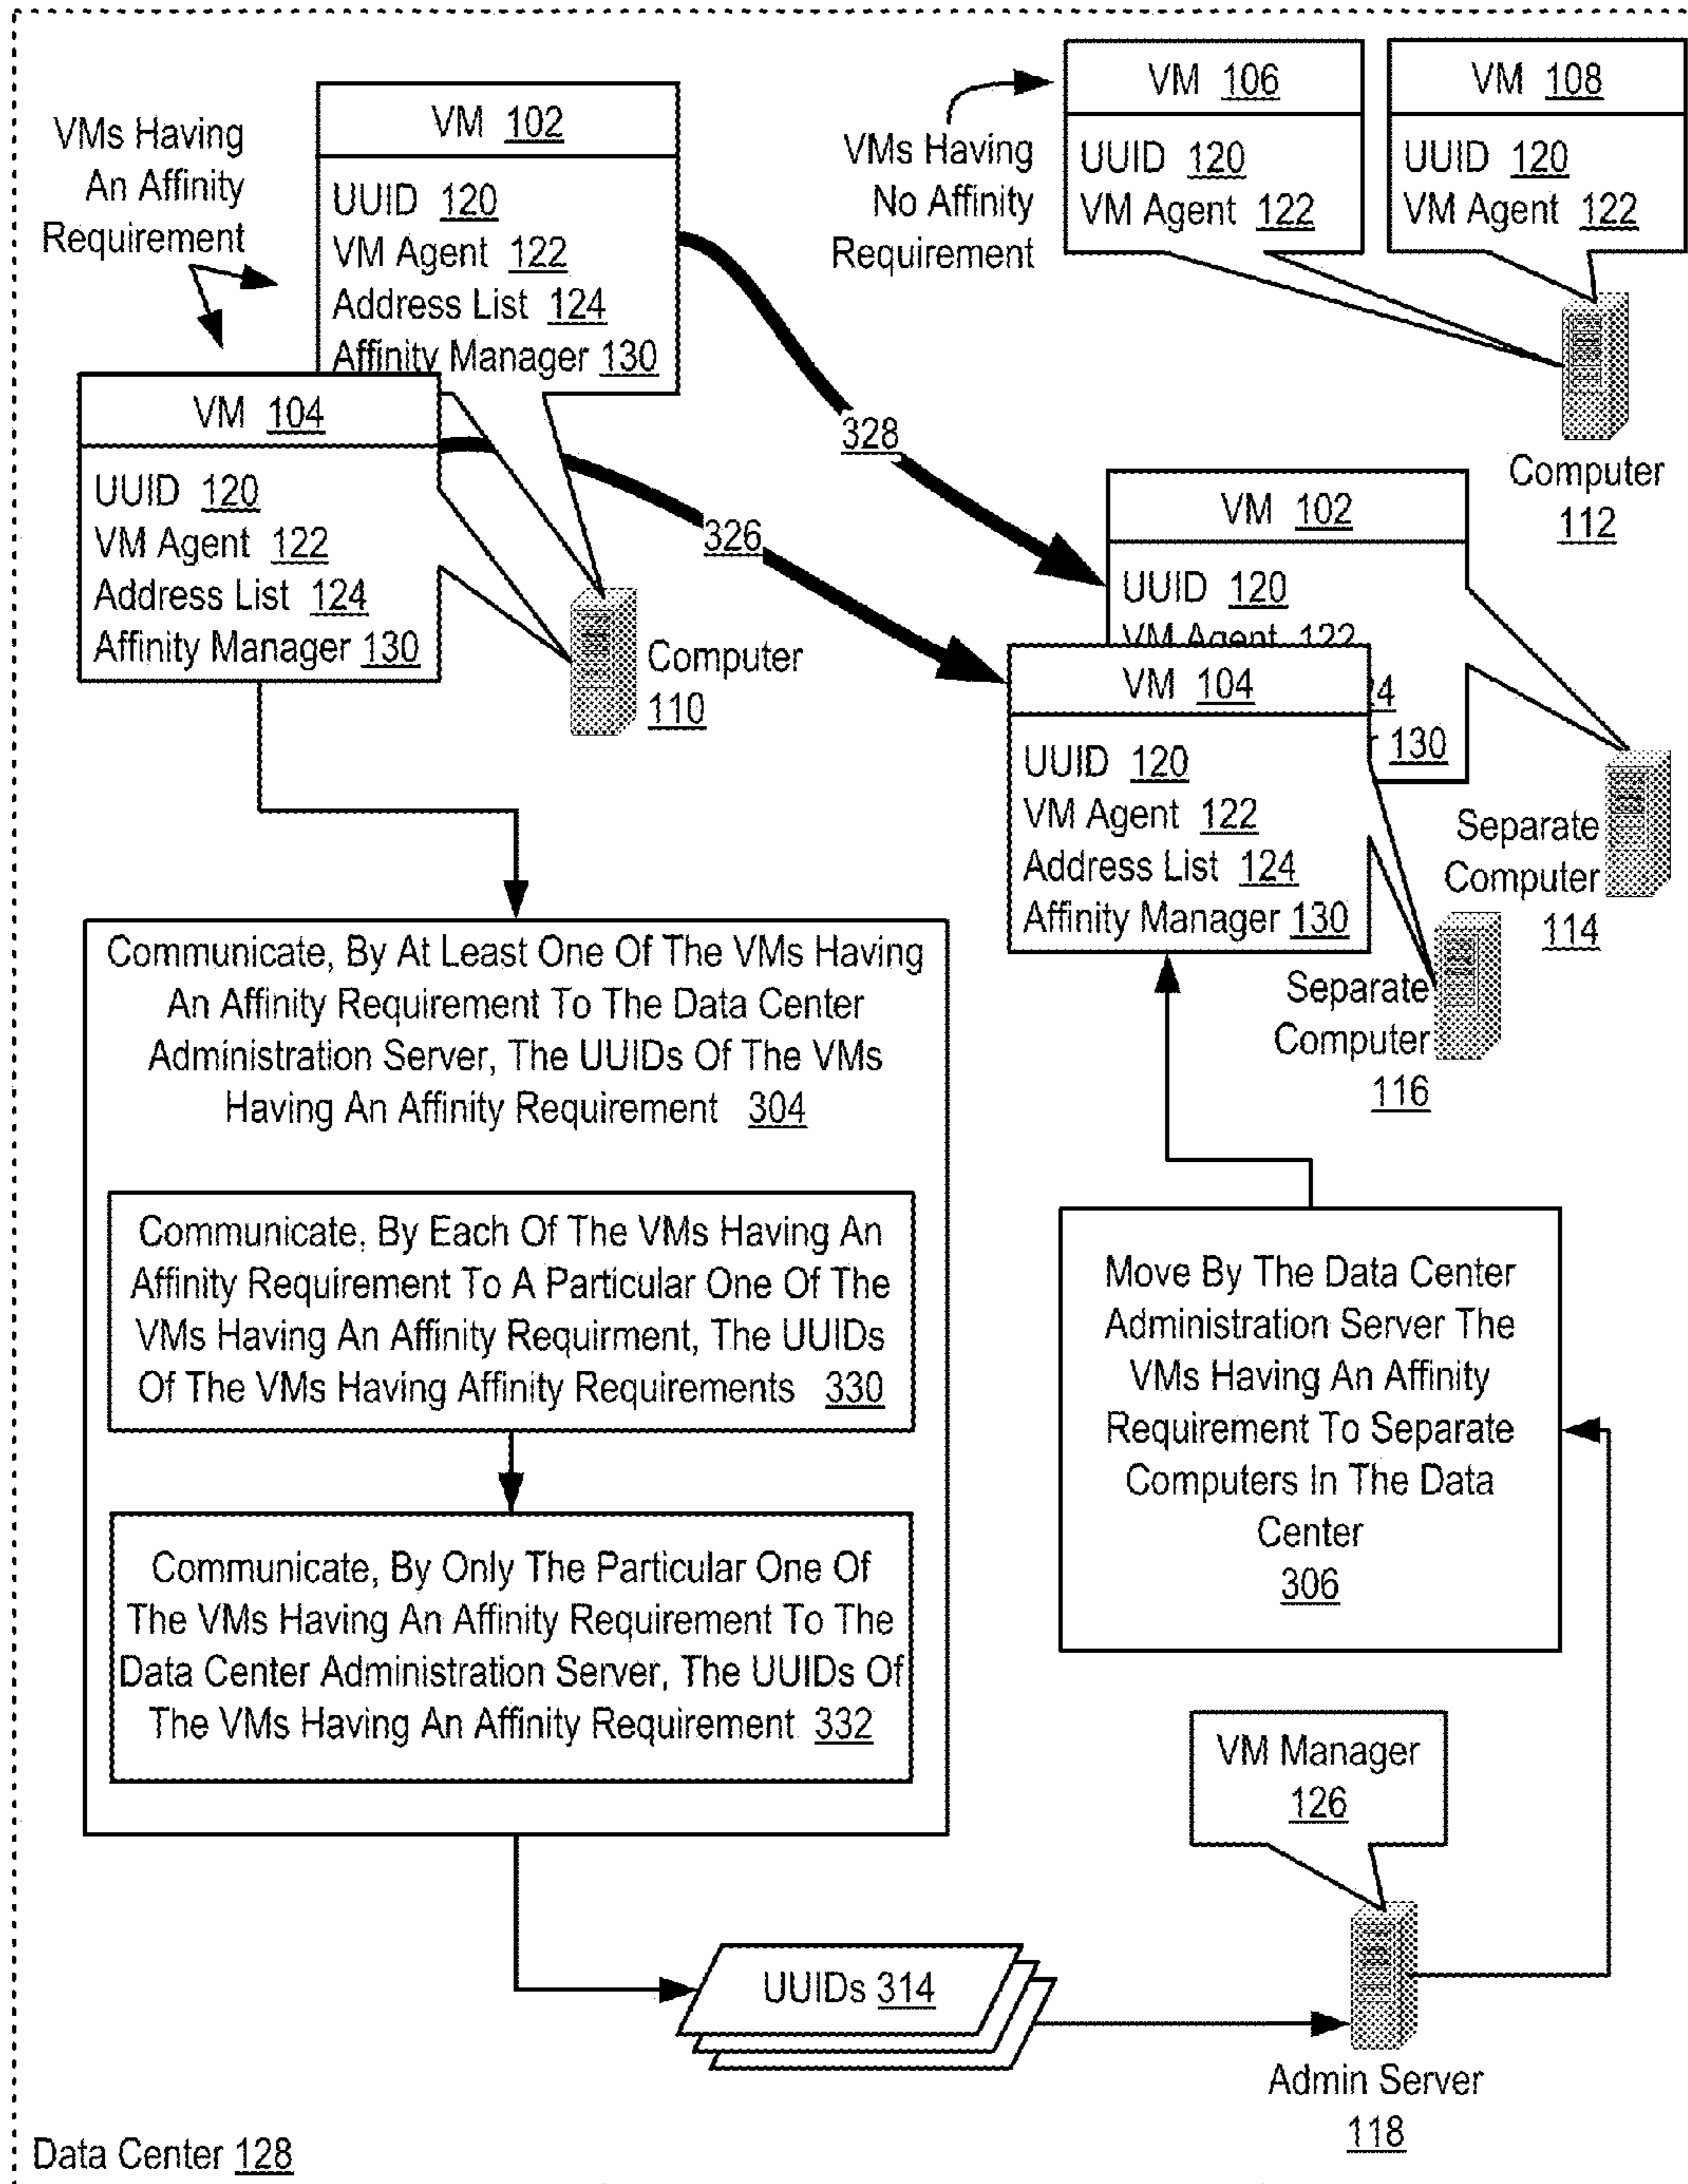 VMs Having
An Affinity
Requirement
VM 102
UUID 120
VM Agent 122
Address List 124
Affinity Manager 130
VM 104
UUID 120
VM Agent 122
Address List 124
Affinity Manager 130
Computer
110
VMs Having
No Affinity
Requirement
VM 106
UUID 120
VM Agent 122
VM 108
UUID 120
VM Agent 122
Computer
112
328
326
VM 102
UUID 120
VM Agent 122
24
r 130
VM 104
UUID 120
VM Agent 122
Address List 124
Affinity Manager 130
Separate
Computer
114
Separate
Computer
116
Communicate, By At Least One Of The VMs Having
An Affinity Requirement To The Data Center
Administration Server, The UUIDs Of The VMs
Having An Affinity Requirement 304
Communicate, By Each Of The VMs Having An
Affinity Requirement To A Particular One Of The
VMs Having An Affinity Requirment, The UUIDs
Of The VMs Having Affinity Requirements 330
Communicate, By Only The Particular One Of
The VMs Having An Affinity Requirement To The
Data Center Administration Server, The UUIDs Of
The VMs Having An Affinity Requirement 332
Move By The Data Center
Administration Server The
VMs Having An Affinity
Requirement To Separate
Computers In The Data
Center
306
VM Manager
126
UUIDs 314
Admin Server
118
Data Center 128